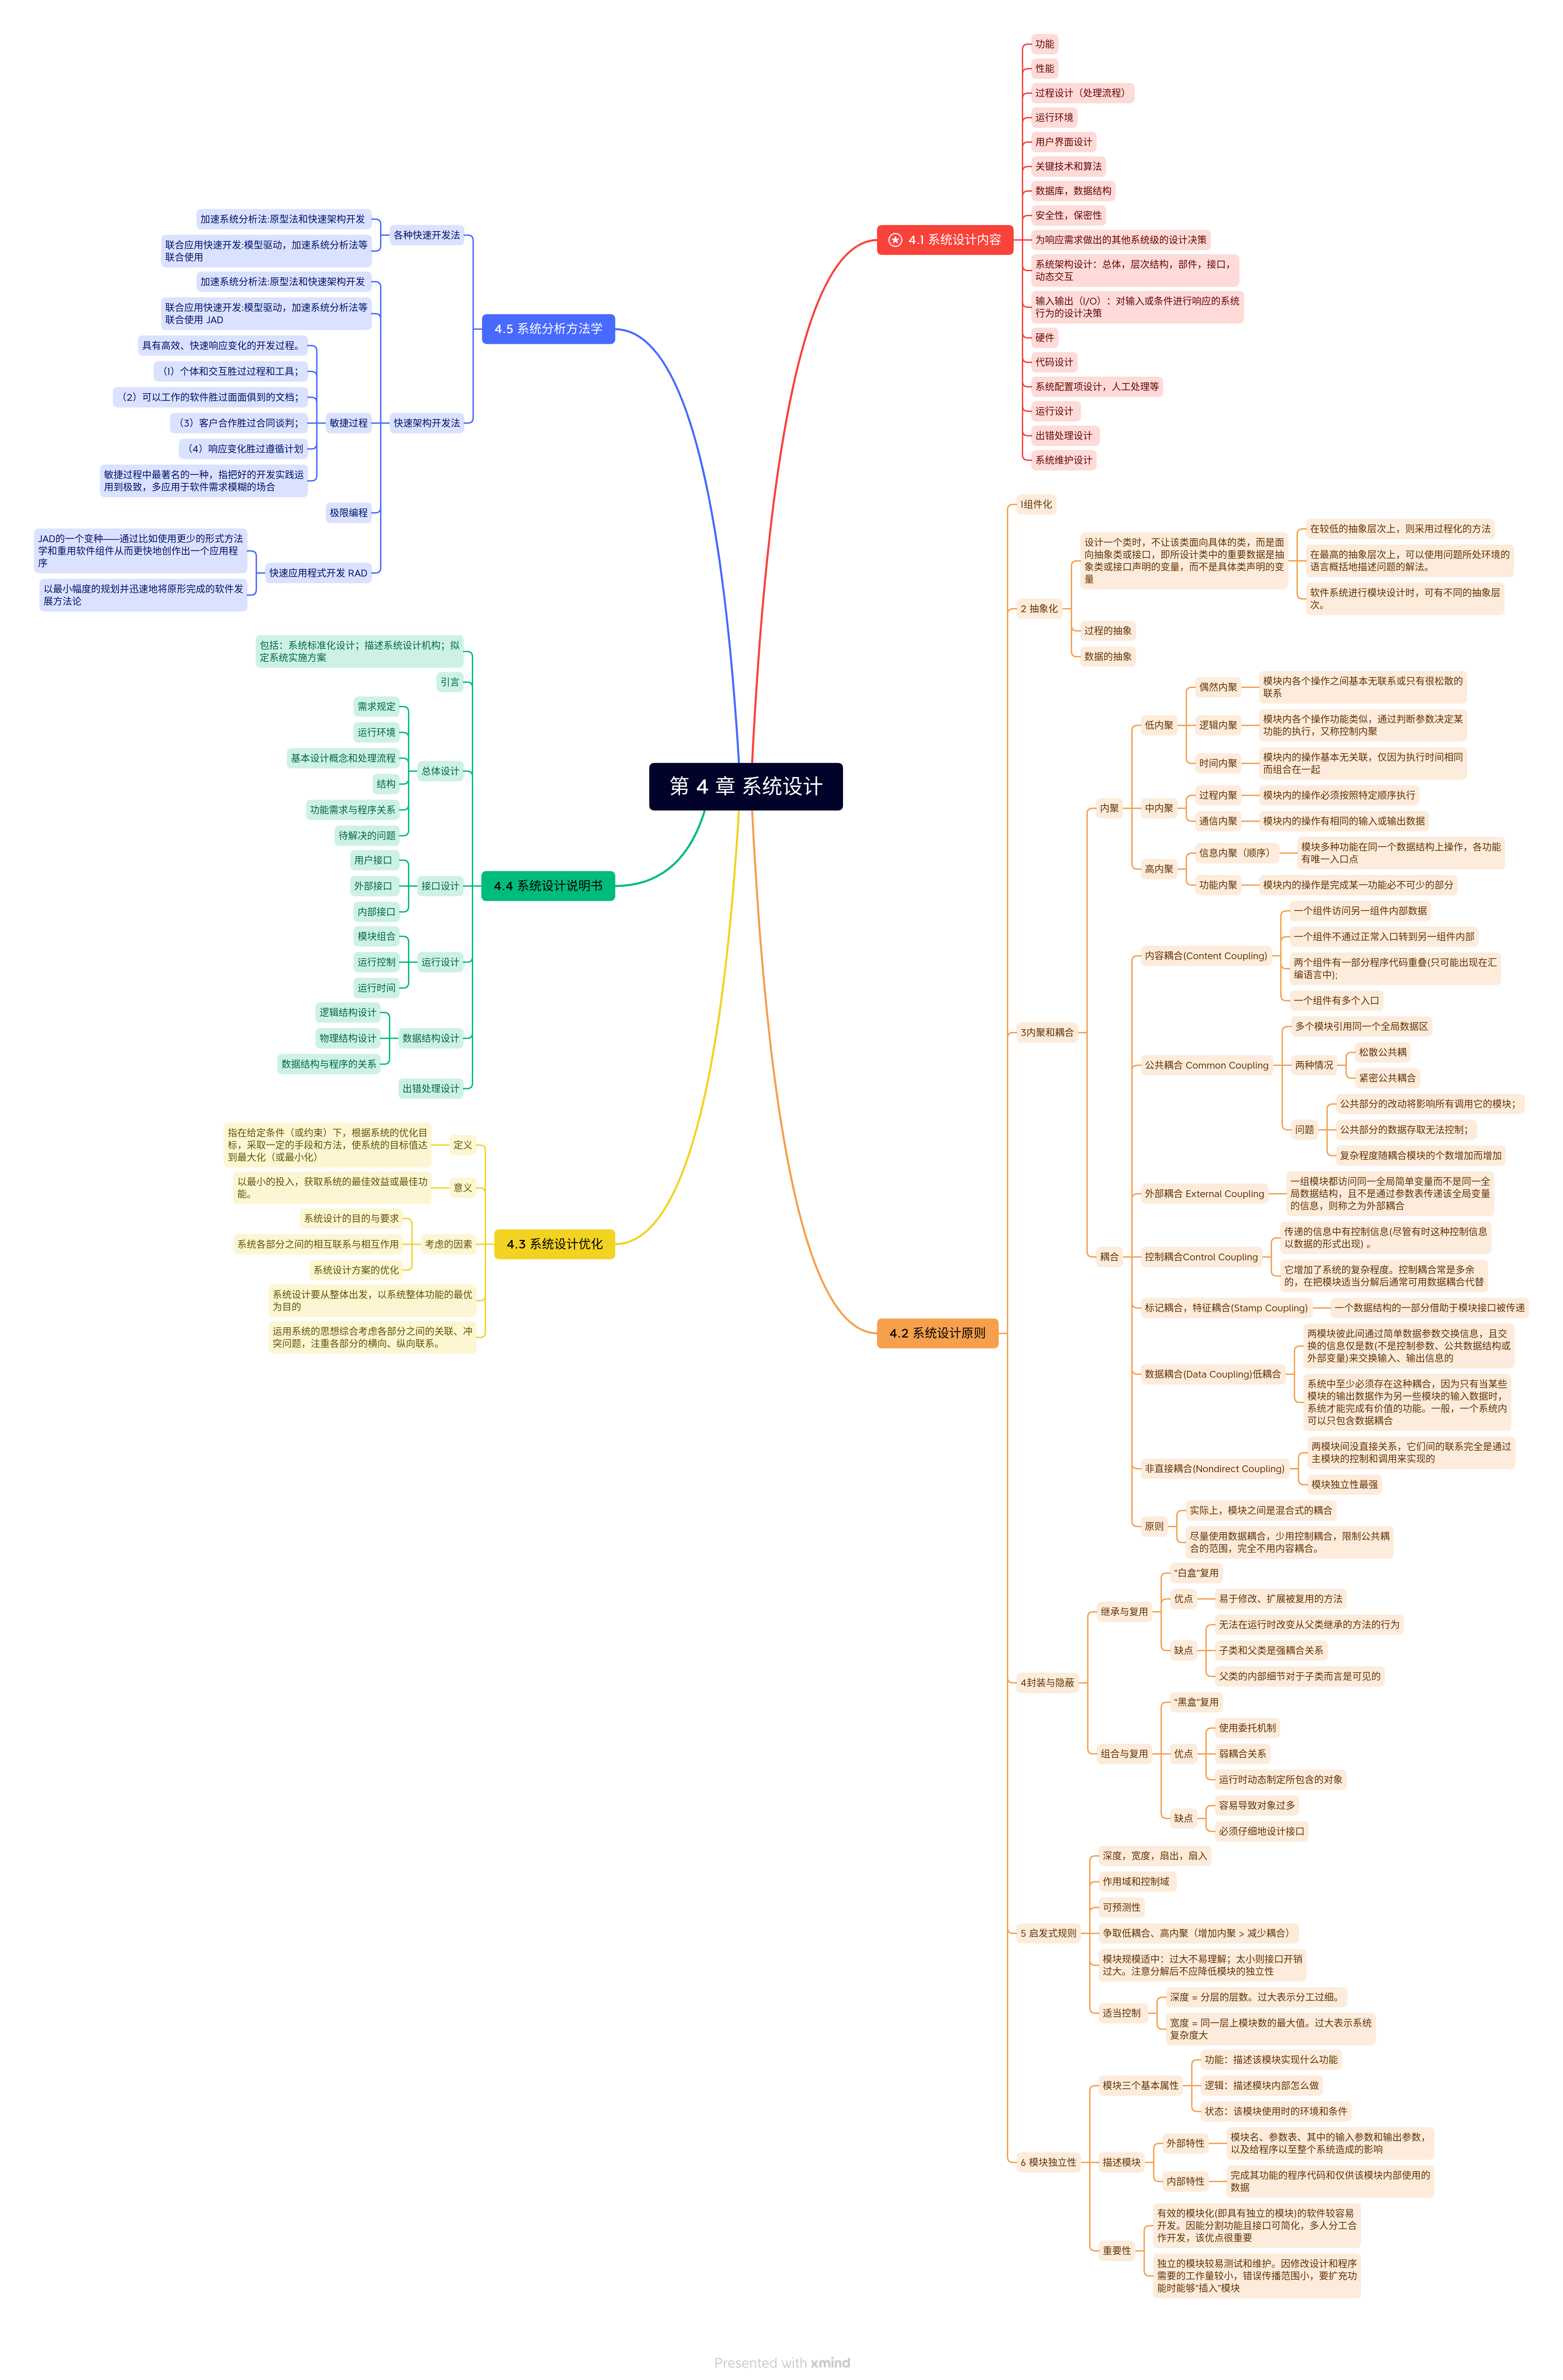 第 4 章 系统设计
4.1 系统设计内容
功能
性能
过程设计（处理流程）
运行环境
用户界面设计
关键技术和算法
数据库，数据结构
安全性，保密性
为响应需求做出的其他系统级的设计决策
系统架构设计：总体，层次结构，部件，接口，
动态交互
输入输出（I/O）：对输入或条件进行响应的系统
行为的设计决策
硬件
代码设计
系统配置项设计，人工处理等
运行设计
出错处理设计
系统维护设计
4.2 系统设计原则
1组件化
2 抽象化
设计一个类时，不让该类面向具体的类，而是面
向抽象类或接口，即所设计类中的重要数据是抽
象类或接口声明的变量，而不是具体类声明的变
量
在较低的抽象层次上，则采用过程化的方法
在最高的抽象层次上，可以使用问题所处环境的
语言概括地描述问题的解法。
软件系统进行模块设计时，可有不同的抽象层
次。
过程的抽象
数据的抽象
3内聚和耦合
内聚
低内聚
偶然内聚
模块内各个操作之间基本无联系或只有很松散的
联系
逻辑内聚
模块内各个操作功能类似，通过判断参数决定某
功能的执行，又称控制内聚
时间内聚
模块内的操作基本无关联，仅因为执行时间相同
而组合在一起
中内聚
过程内聚
模块内的操作必须按照特定顺序执行
通信内聚
模块内的操作有相同的输入或输出数据
高内聚
信息内聚（顺序）
模块多种功能在同一个数据结构上操作，各功能
有唯一入口点
功能内聚
模块内的操作是完成某一功能必不可少的部分
耦合
内容耦合(Content Coupling)
一个组件访问另一组件内部数据
一个组件不通过正常入口转到另一组件内部
两个组件有一部分程序代码重叠(只可能出现在汇
编语言中);
一个组件有多个入口
公共耦合 Common Coupling
多个模块引用同一个全局数据区
两种情况
松散公共耦
紧密公共耦合
问题
公共部分的改动将影响所有调用它的模块；
公共部分的数据存取无法控制；
复杂程度随耦合模块的个数增加而增加
外部耦合 External Coupling
一组模块都访问同一全局简单变量而不是同一全
局数据结构，且不是通过参数表传递该全局变量
的信息，则称之为外部耦合
控制耦合Control Coupling
传递的信息中有控制信息(尽管有时这种控制信息
以数据的形式出现) 。
它增加了系统的复杂程度。控制耦合常是多余
的，在把模块适当分解后通常可用数据耦合代替
标记耦合，特征耦合(Stamp Coupling)
一个数据结构的一部分借助于模块接口被传递
数据耦合(Data Coupling)低耦合
两模块彼此间通过简单数据参数交换信息，且交
换的信息仅是数(不是控制参数、公共数据结构或
外部变量)来交换输入、输出信息的
系统中至少必须存在这种耦合，因为只有当某些
模块的输出数据作为另一些模块的输入数据时，
系统才能完成有价值的功能。一般，一个系统内
可以只包含数据耦合
非直接耦合(Nondirect Coupling)
两模块间没直接关系，它们间的联系完全是通过
主模块的控制和调用来实现的
模块独立性最强
原则
实际上，模块之间是混合式的耦合
尽量使用数据耦合，少用控制耦合，限制公共耦
合的范围，完全不用内容耦合。
4封装与隐蔽
继承与复用
“白盒”复用
优点
易于修改、扩展被复用的方法
缺点
无法在运行时改变从父类继承的方法的行为
子类和父类是强耦合关系
父类的内部细节对于子类而言是可见的
组合与复用
“黑盒”复用
优点
使用委托机制
弱耦合关系
运行时动态制定所包含的对象
缺点
容易导致对象过多
必须仔细地设计接口
5 启发式规则
深度，宽度，扇出，扇入
作用域和控制域
可预测性
争取低耦合、高内聚（增加内聚 > 减少耦合）
模块规模适中：过大不易理解；太小则接口开销
过大。注意分解后不应降低模块的独立性
适当控制
深度 = 分层的层数。过大表示分工过细。
宽度 = 同一层上模块数的最大值。过大表示系统
复杂度大
6 模块独立性
模块三个基本属性
功能：描述该模块实现什么功能
逻辑：描述模块内部怎么做
状态：该模块使用时的环境和条件
描述模块
外部特性
模块名、参数表、其中的输入参数和输出参数，
以及给程序以至整个系统造成的影响
内部特性
完成其功能的程序代码和仅供该模块内部使用的
数据
重要性
有效的模块化(即具有独立的模块)的软件较容易
开发。因能分割功能且接口可简化，多人分工合
作开发，该优点很重要
独立的模块较易测试和维护。因修改设计和程序
需要的工作量较小，错误传播范围小，要扩充功
能时能够“插入”模块
4.3 系统设计优化
定义
指在给定条件（或约束）下，根据系统的优化目
标，采取一定的手段和方法，使系统的目标值达
到最大化（或最小化）
意义
以最小的投入，获取系统的最佳效益或最佳功
能。
考虑的因素
系统设计的目的与要求
系统各部分之间的相互联系与相互作用
系统设计方案的优化
系统设计要从整体出发，以系统整体功能的最优
为目的
运用系统的思想综合考虑各部分之间的关联、冲
突问题，注重各部分的横向、纵向联系。
4.4 系统设计说明书
包括：系统标准化设计；描述系统设计机构；拟
定系统实施方案
引言
总体设计
需求规定
运行环境
基本设计概念和处理流程
结构
功能需求与程序关系
待解决的问题
接口设计
用户接口
外部接口
内部接口
运行设计
模块组合
运行控制
运行时间
数据结构设计
逻辑结构设计
物理结构设计
数据结构与程序的关系
出错处理设计
4.5 系统分析方法学
各种快速开发法
加速系统分析法:原型法和快速架构开发
联合应用快速开发:模型驱动，加速系统分析法等
联合使用
快速架构开发法
加速系统分析法:原型法和快速架构开发
联合应用快速开发:模型驱动，加速系统分析法等
联合使用 JAD
敏捷过程
具有高效、快速响应变化的开发过程。
（1）个体和交互胜过过程和工具；
（2）可以工作的软件胜过面面俱到的文档；
（3）客户合作胜过合同谈判；
（4）响应变化胜过遵循计划
敏捷过程中最著名的一种，指把好的开发实践运
用到极致，多应用于软件需求模糊的场合
极限编程
快速应用程式开发 RAD
JAD的一个变种——通过比如使用更少的形式方法
学和重用软件组件从而更快地创作出一个应用程
序
以最小幅度的规划并迅速地将原形完成的软件发
展方法论
Presented with xmind